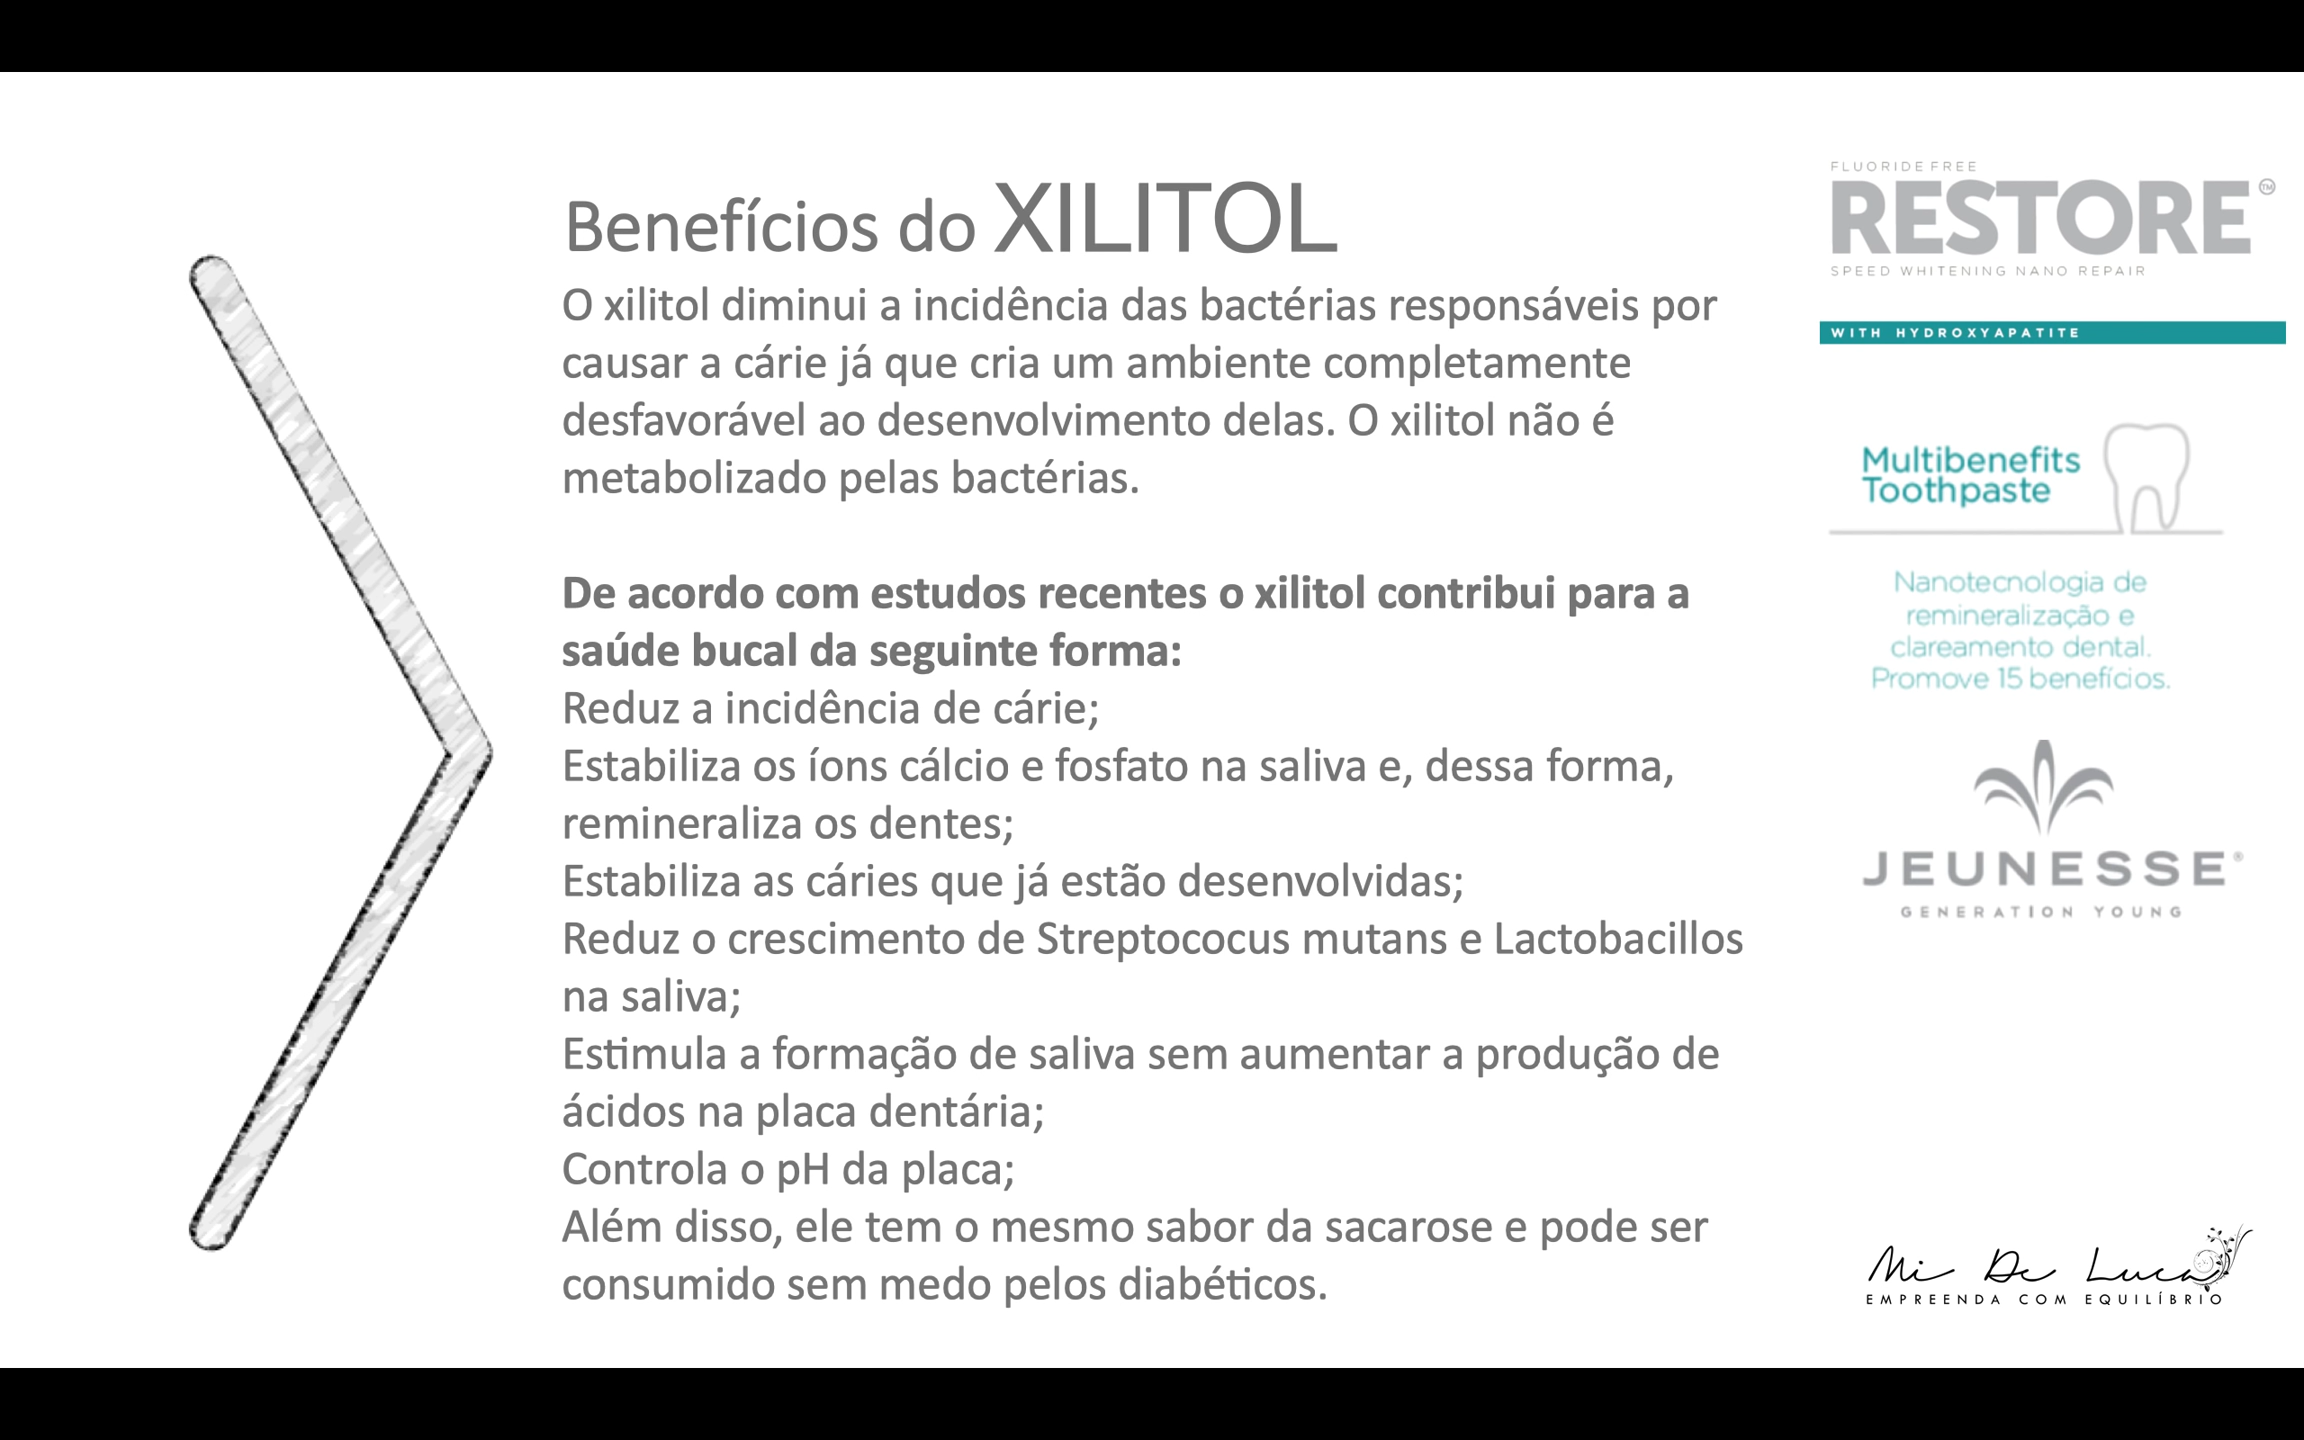 Benefícios do XILITOL
O xilitol diminui a incidência das bactérias responsáveis por
causar a cárie já que cria um ambiente completamente
desfavorável ao desenvolvimento delas. O xilitol não é
metabolizado pelas bactérias.
De acordo com estudos recentes o xilitol contribui para a
saúde bucal da seguinte forma:
Reduz a incidência de cárie;
Estabiliza os íons cálcio e fosfato na saliva e, dessa forma,
remineraliza os dentes;
Estabiliza as cáries que já estão desenvolvidas;
Reduz o crescimento de Streptococus mutans e Lactobacillos
na saliva;
Estimula a formação de saliva sem aumentar a produção de
ácidos na placa dentária;
Controla o pH da placa;
Além disso, ele tem o mesmo sabor da sacarose e pode ser
consumido sem medo pelos diabéticos.
FLUORIDE FREE
RESTORE™
SPEED WHITENING NANO REPAIR
WITH HYDROXYAPATITE
Multibenefits
Toothpaste
Nanotecnologia de
remineralização e
clareamento dental.
Promove 15 benefícios.
JEUNESSE®
GENERATION YOUNG
Mi De Luca
EMPREENDA COM EQUILÍBRIO